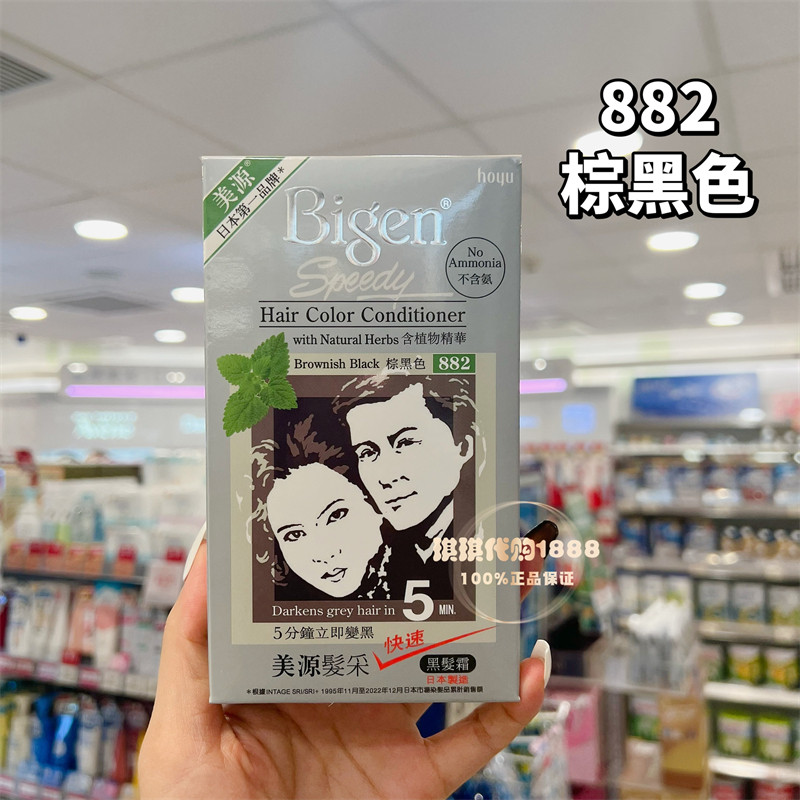 882
棕黑色
美源®
日本第一品牌*
hoyu
Bigen®
Speedy
No
Ammonia
不含氨
Hair Color Conditioner
with Natural Herbs 含植物精華
Brownish Black 棕黑色 882
琪琪代购1888
100%正品保证
Darkens grey hair in 5 MIN.
5分鐘立即變黑
快速
美源髮采
黑髮霜
日本製造